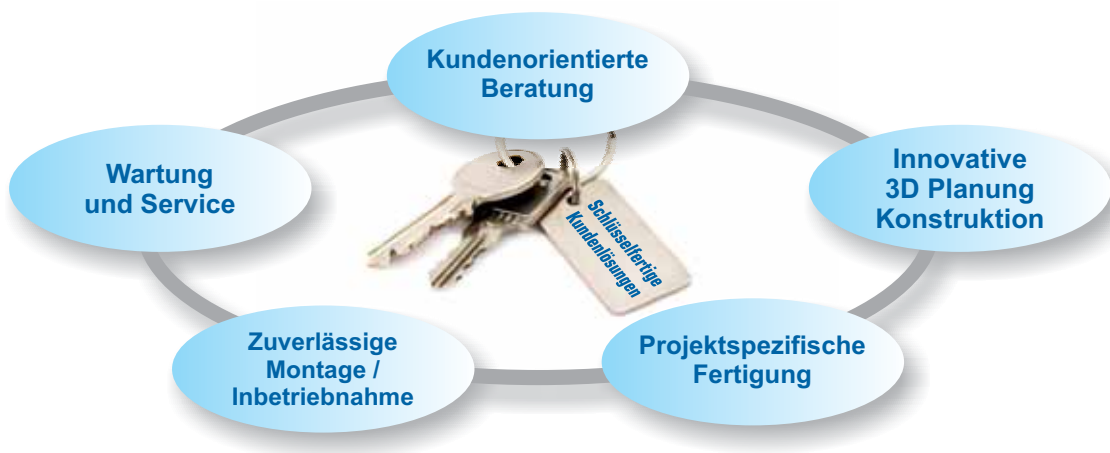 Kundenorientierte
Beratung
Innovative
3D Planung
Konstruktion
Projektspezifische
Fertigung
Zuverlässige
Montage /
Inbetriebnahme
Wartung
und Service
Schlüsselfertige
Kundenlösungen